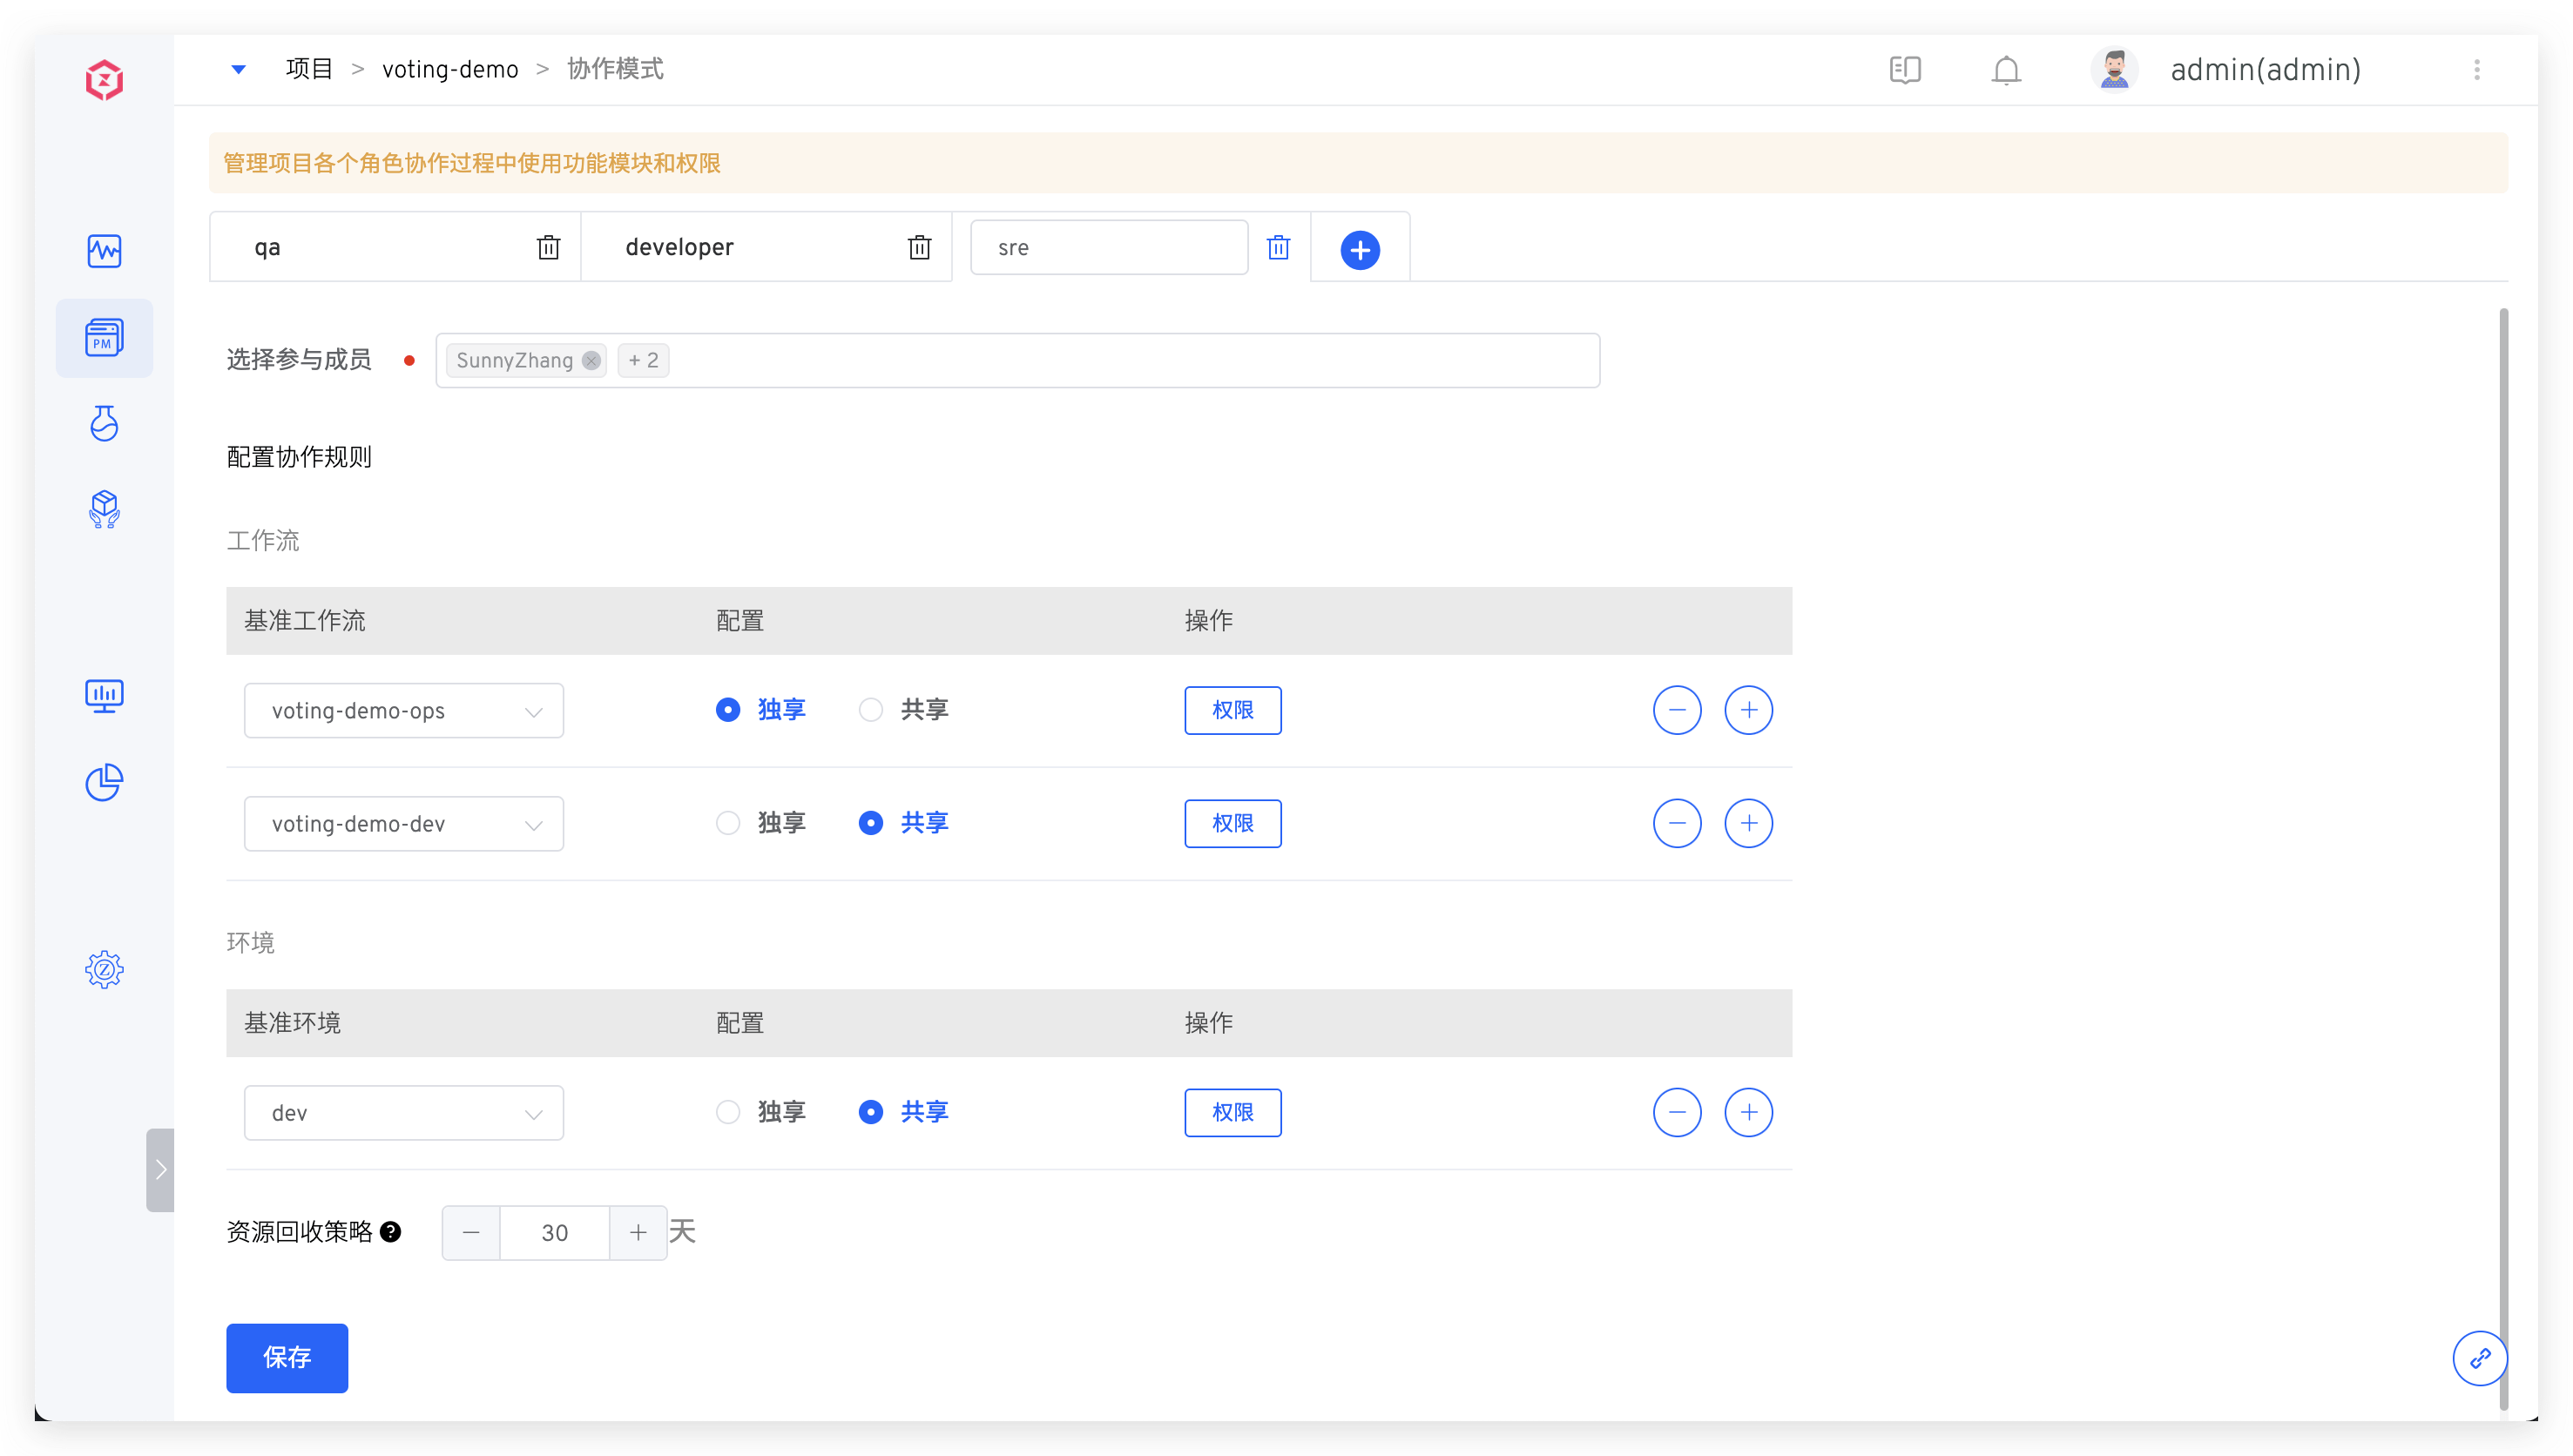 项目 > voting-demo > 协作模式
admin(admin)
管理项目各个角色协作过程中使用功能模块和权限
qa
developer
sre
PM
选择参与成员
SunnyZhang
+ 2
配置协作规则
工作流
基准工作流 配置 操作
voting-demo-ops 独享 共享 权限
voting-demo-dev 独享 共享 权限
环境
基准环境 配置 操作
dev 独享 共享 权限
资源回收策略 ? − 30 + 天
保存